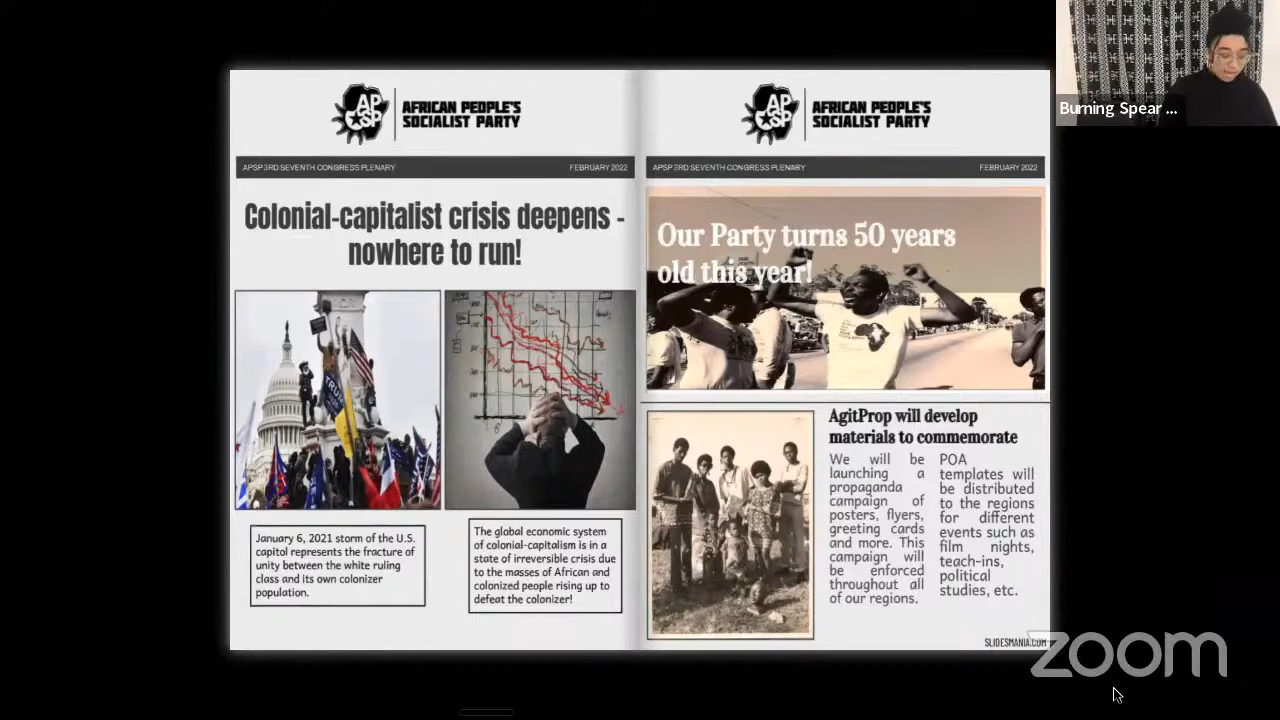 Burning Spear ...
APSP
AFRICAN PEOPLE'S
SOCIALIST PARTY
APSP 3RD SEVENTH CONGRESS PLENARY
FEBRUARY 2022
Colonial-capitalist crisis deepens -
nowhere to run!
TRUMP
January 6, 2021 storm of the U.S.
capitol represents the fracture of
unity between the white ruling
class and its own colonizer
population.
The global economic system
of colonial-capitalism is in a
state of irreversible crisis due
to the masses of African and
colonized people rising up to
defeat the colonizer!
APSP
AFRICAN PEOPLE'S
SOCIALIST PARTY
APSP 3RD SEVENTH CONGRESS PLENARY
FEBRUARY 2022
Our Party turns 50 years
old this year!
AgitProp will develop
materials to commemorate
We will be
launching a
propaganda
campaign of
posters, flyers,
greeting cards
and more. This
campaign will
be enforced
throughout all
of our regions.
POA
templates will
be distributed
to the regions
for different
events such as
film nights,
teach-ins,
political
studies, etc.
SLIDESMANIA.COM
zoom